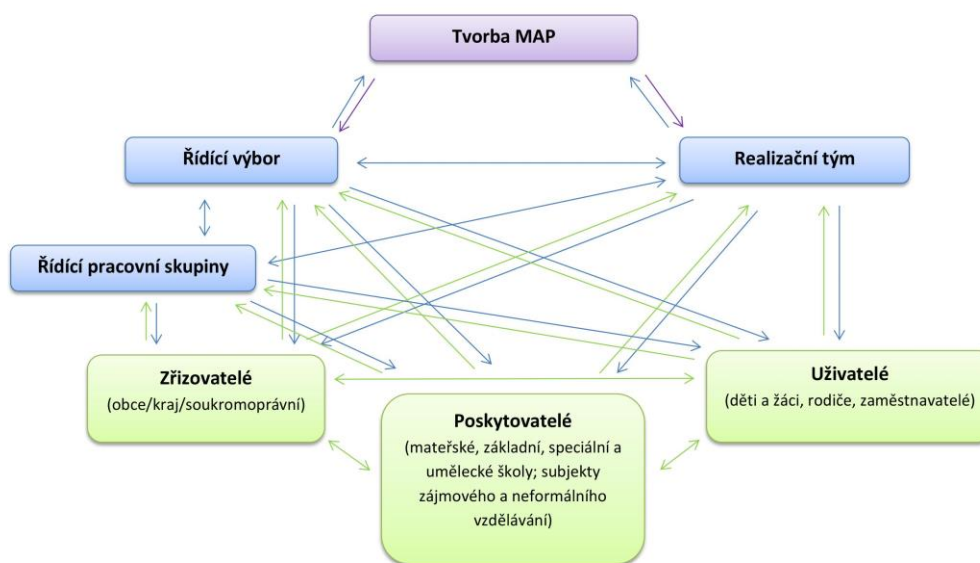 Tvorba MAP
Řídící výbor
Realizační tým
Řídící pracovní skupiny
Zřizovatelé
(obce/kraj/soukromoprávní)
Poskytovatelé
(mateřské, základní, speciální a
umělecké školy; subjekty
zájmového a neformálního
vzdělávání)
Uživatelé
(děti a žáci, rodiče, zaměstnavatelé)